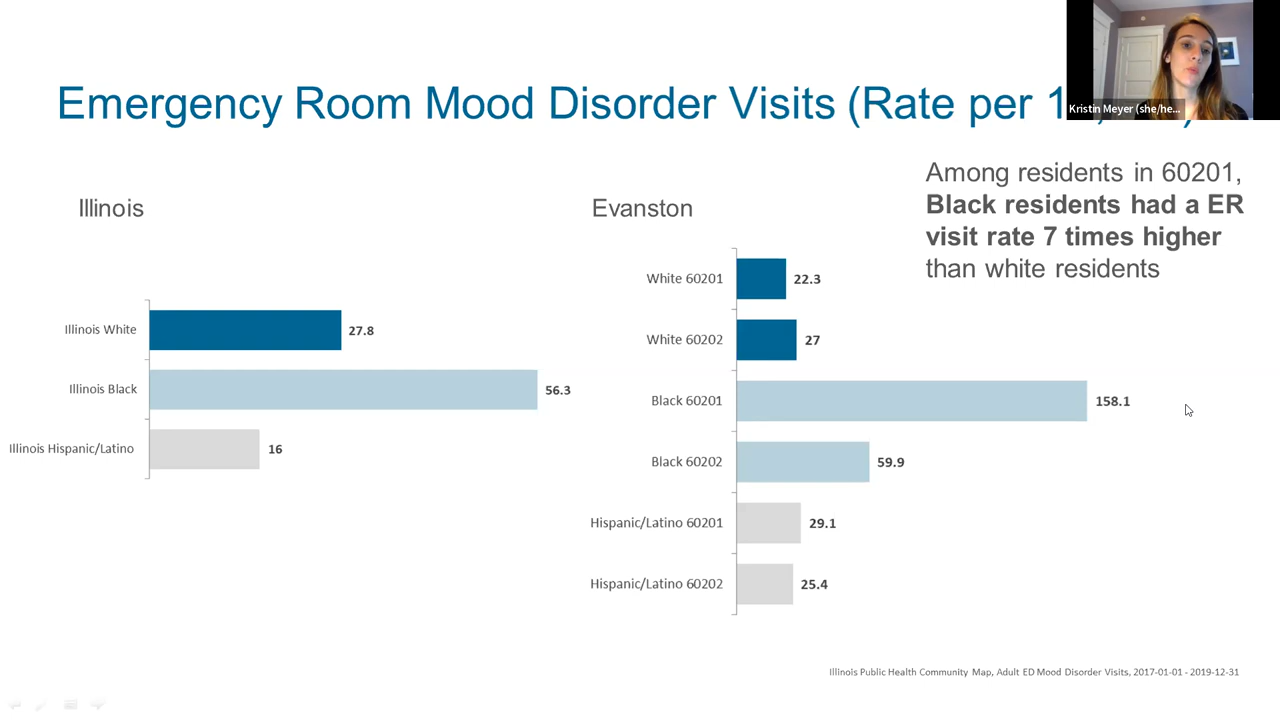 Emergency Room Mood Disorder Visits (Rate per
Kristin Meyer (she/he...
Among residents in 60201,
Black residents had a ER
visit rate 7 times higher
than white residents
Illinois
Illinois White
27.8
Illinois Black
56.3
Illinois Hispanic/Latino
16
Evanston
White 60201
22.3
White 60202
27
Black 60201
158.1
Black 60202
59.9
Hispanic/Latino 60201
29.1
Hispanic/Latino 60202
25.4
Illinois Public Health Community Map, Adult ED Mood Disorder Visits, 2017-01-01 - 2019-12-31